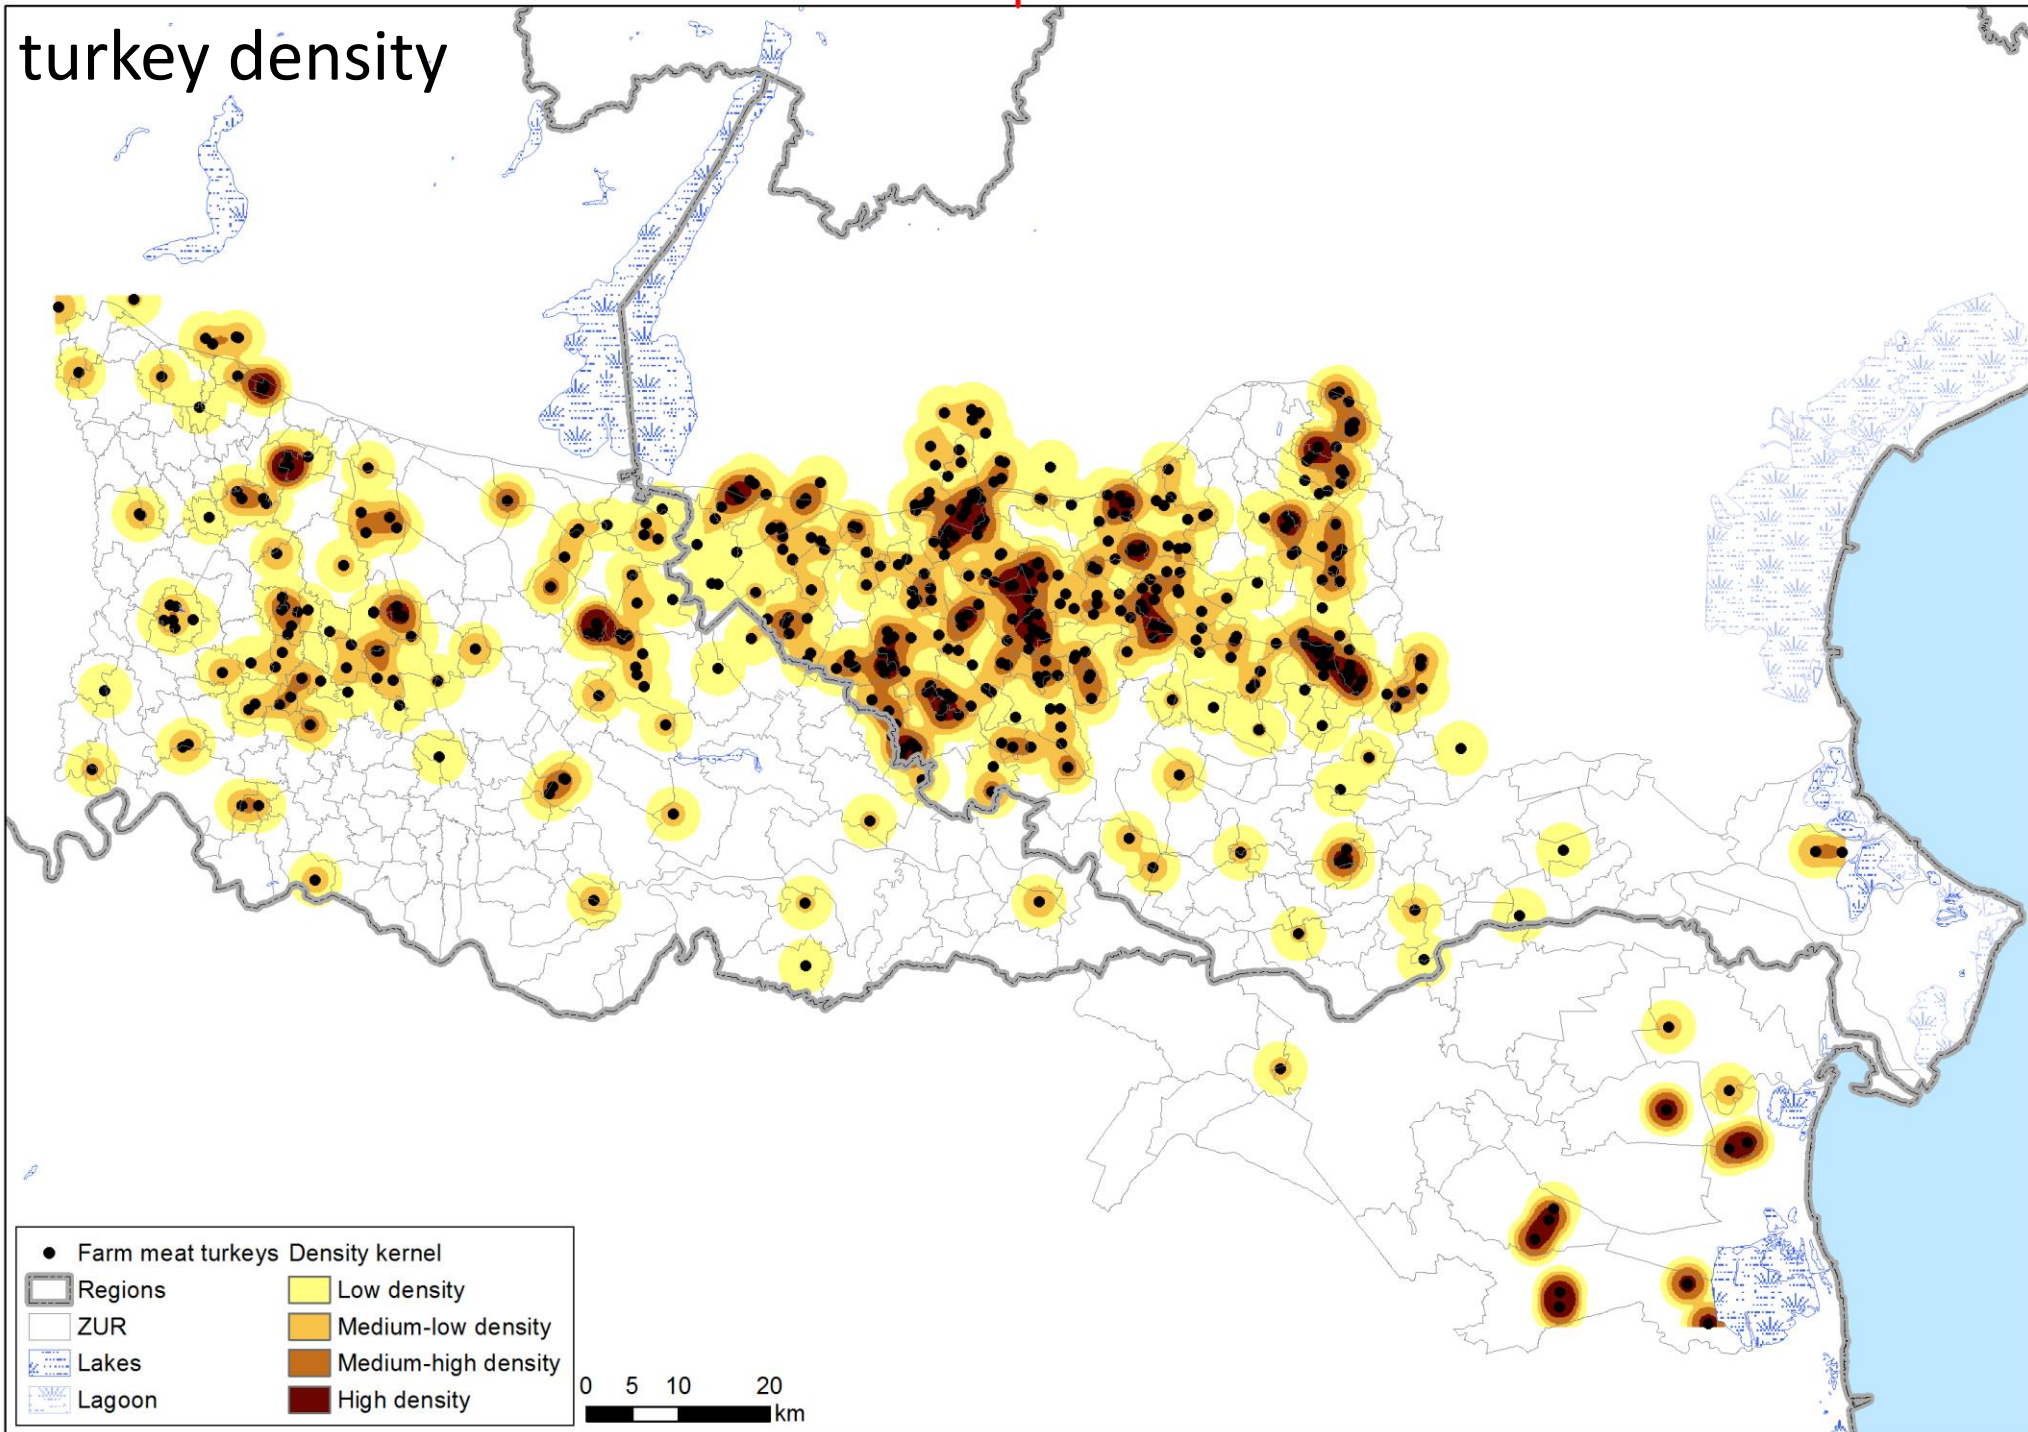 turkey density
Farm meat turkeys
Regions
ZUR
Lakes
Lagoon
Density kernel
Low density
Medium-low density
Medium-high density
High density
0 5 10 20
km